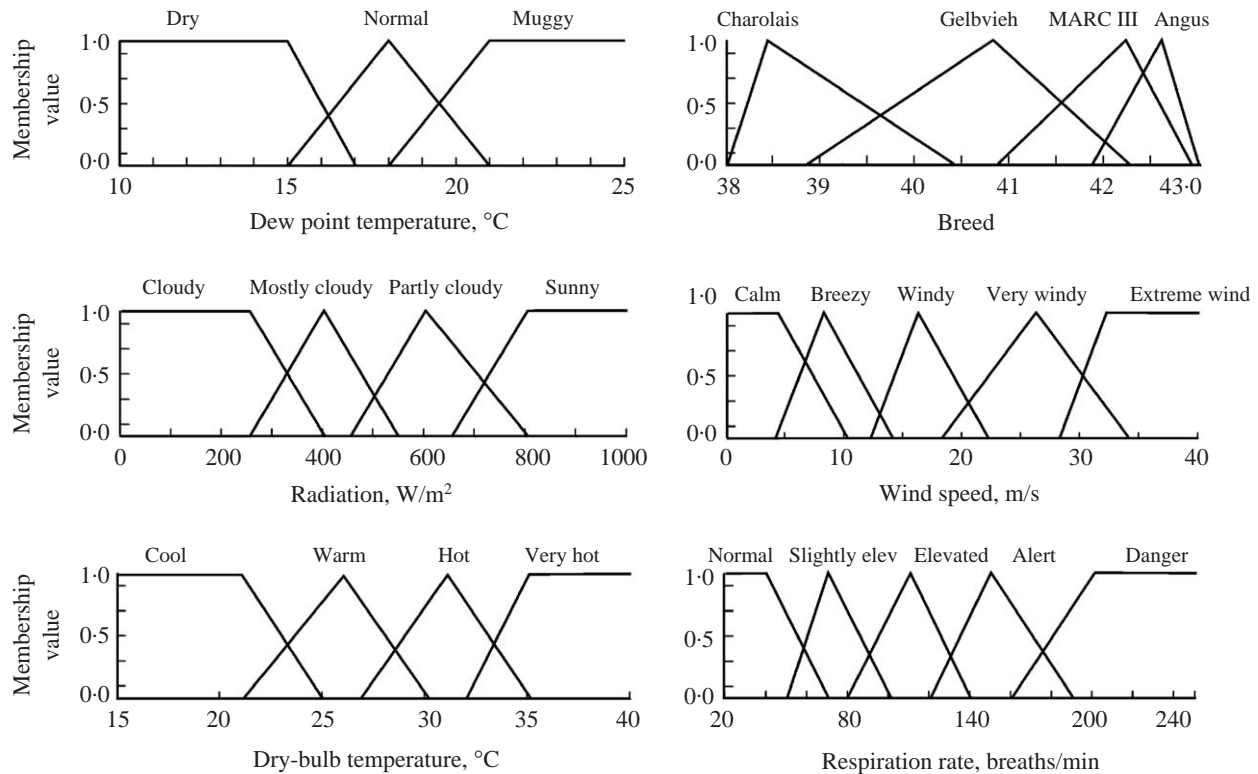 Dry Normal Muggy
Membership
value
1·0
0·5
0·0
10 15 20 25
Dew point temperature, °C
Charolais Gelbvieh MARC III Angus
1·0
0·5
0·0
38 39 40 41 42 43·0
Breed
Cloudy Mostly cloudy Partly cloudy Sunny
Membership
value
1·0
0·5
0·0
0 200 400 600 800 1000
Radiation, W/m²
Calm Breezy Windy Very windy Extreme wind
1·0
0·5
0·0
0 10 20 30 40
Wind speed, m/s
Cool Warm Hot Very hot
Membership
value
1·0
0·5
0·0
15 20 25 30 35 40
Dry-bulb temperature, °C
Normal Slightly elev Elevated Alert Danger
1·0
0·5
0·0
20 80 140 200 240
Respiration rate, breaths/min